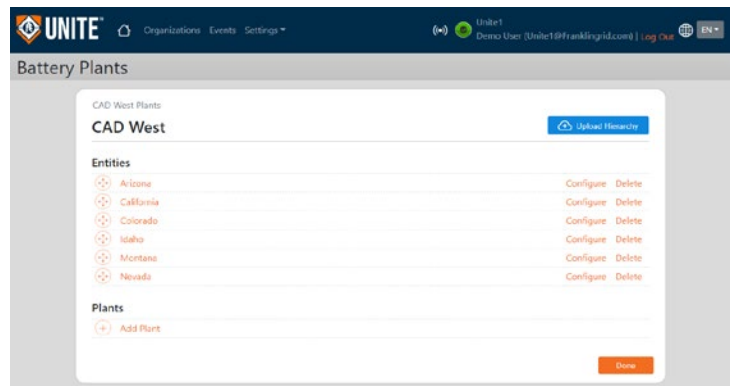 UNITE
Organizations Events Settings
Unite1
Demo User (Unite1@franklingrid.com) | Log Out
EN
Battery Plants
CAD West Plants
CAD West
Upload Hierarchy
Entities
Arizona Configure Delete
California Configure Delete
Colorado Configure Delete
Idaho Configure Delete
Montana Configure Delete
Nevada Configure Delete
Plants
Add Plant
Done